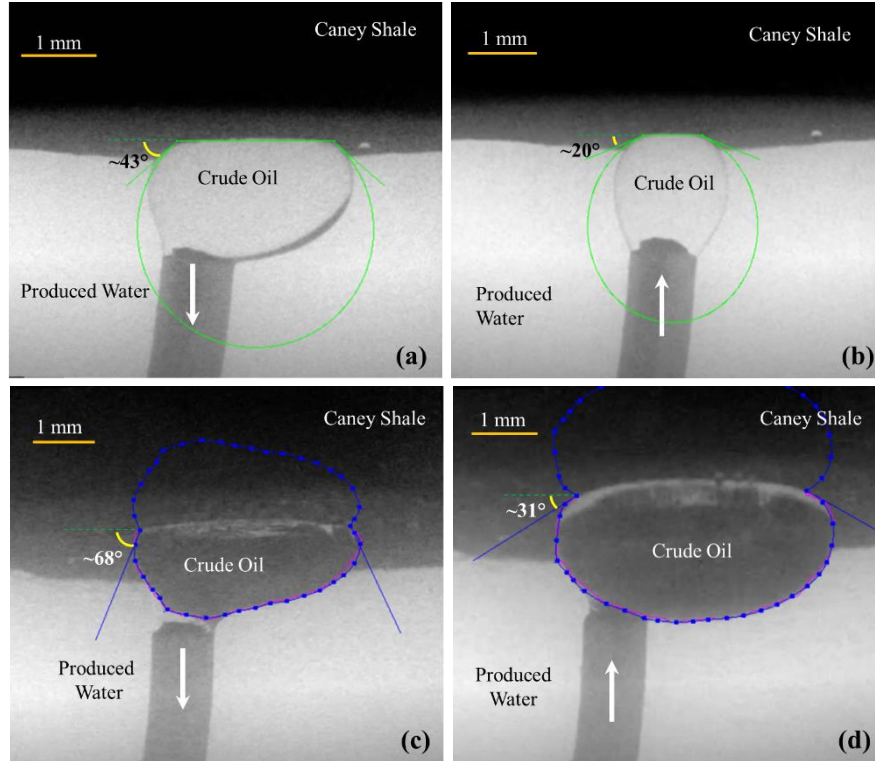 Caney Shale
1 mm
~43°
Crude Oil
Produced Water
(a)
Caney Shale
1 mm
~20°
Crude Oil
Produced
Water
(b)
Caney Shale
1 mm
~68°
Crude Oil
Produced
Water
(c)
Caney Shale
1 mm
~31°
Crude Oil
Produced
Water
(d)